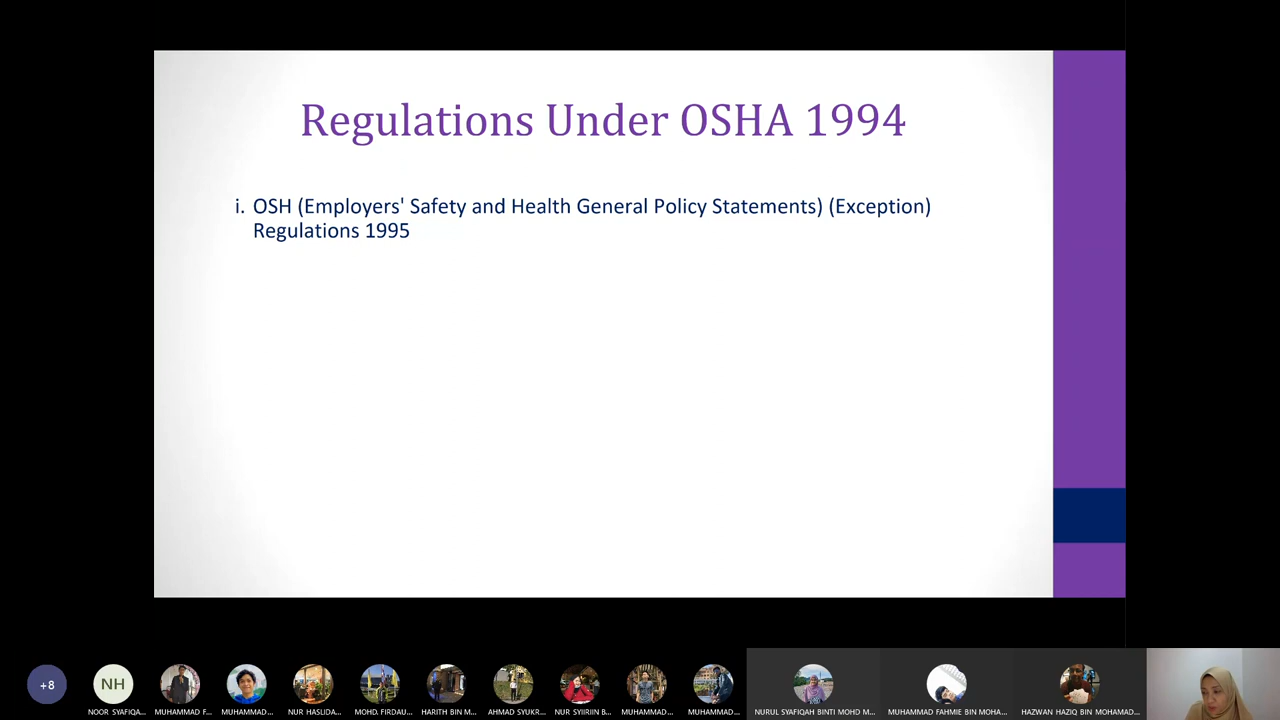 Regulations Under OSHA 1994
i. OSH (Employers' Safety and Health General Policy Statements) (Exception)
Regulations 1995
+8
NH
NOOR SYAFIQA...
MUHAMMAD F...
MUHAMMAD ...
NUR HASLIDA...
MOHD. FIRDAU...
HARITH BIN M...
AHMAD SYUKR...
NUR SYIIRIIN B...
MUHAMMAD...
MUHAMMAD...
NURUL SYAFIQAH BINTI MOHD M...
MUHAMMAD FAHMIE BIN MOHA...
HAZWAN HAZIQ BIN MOHAMAD...